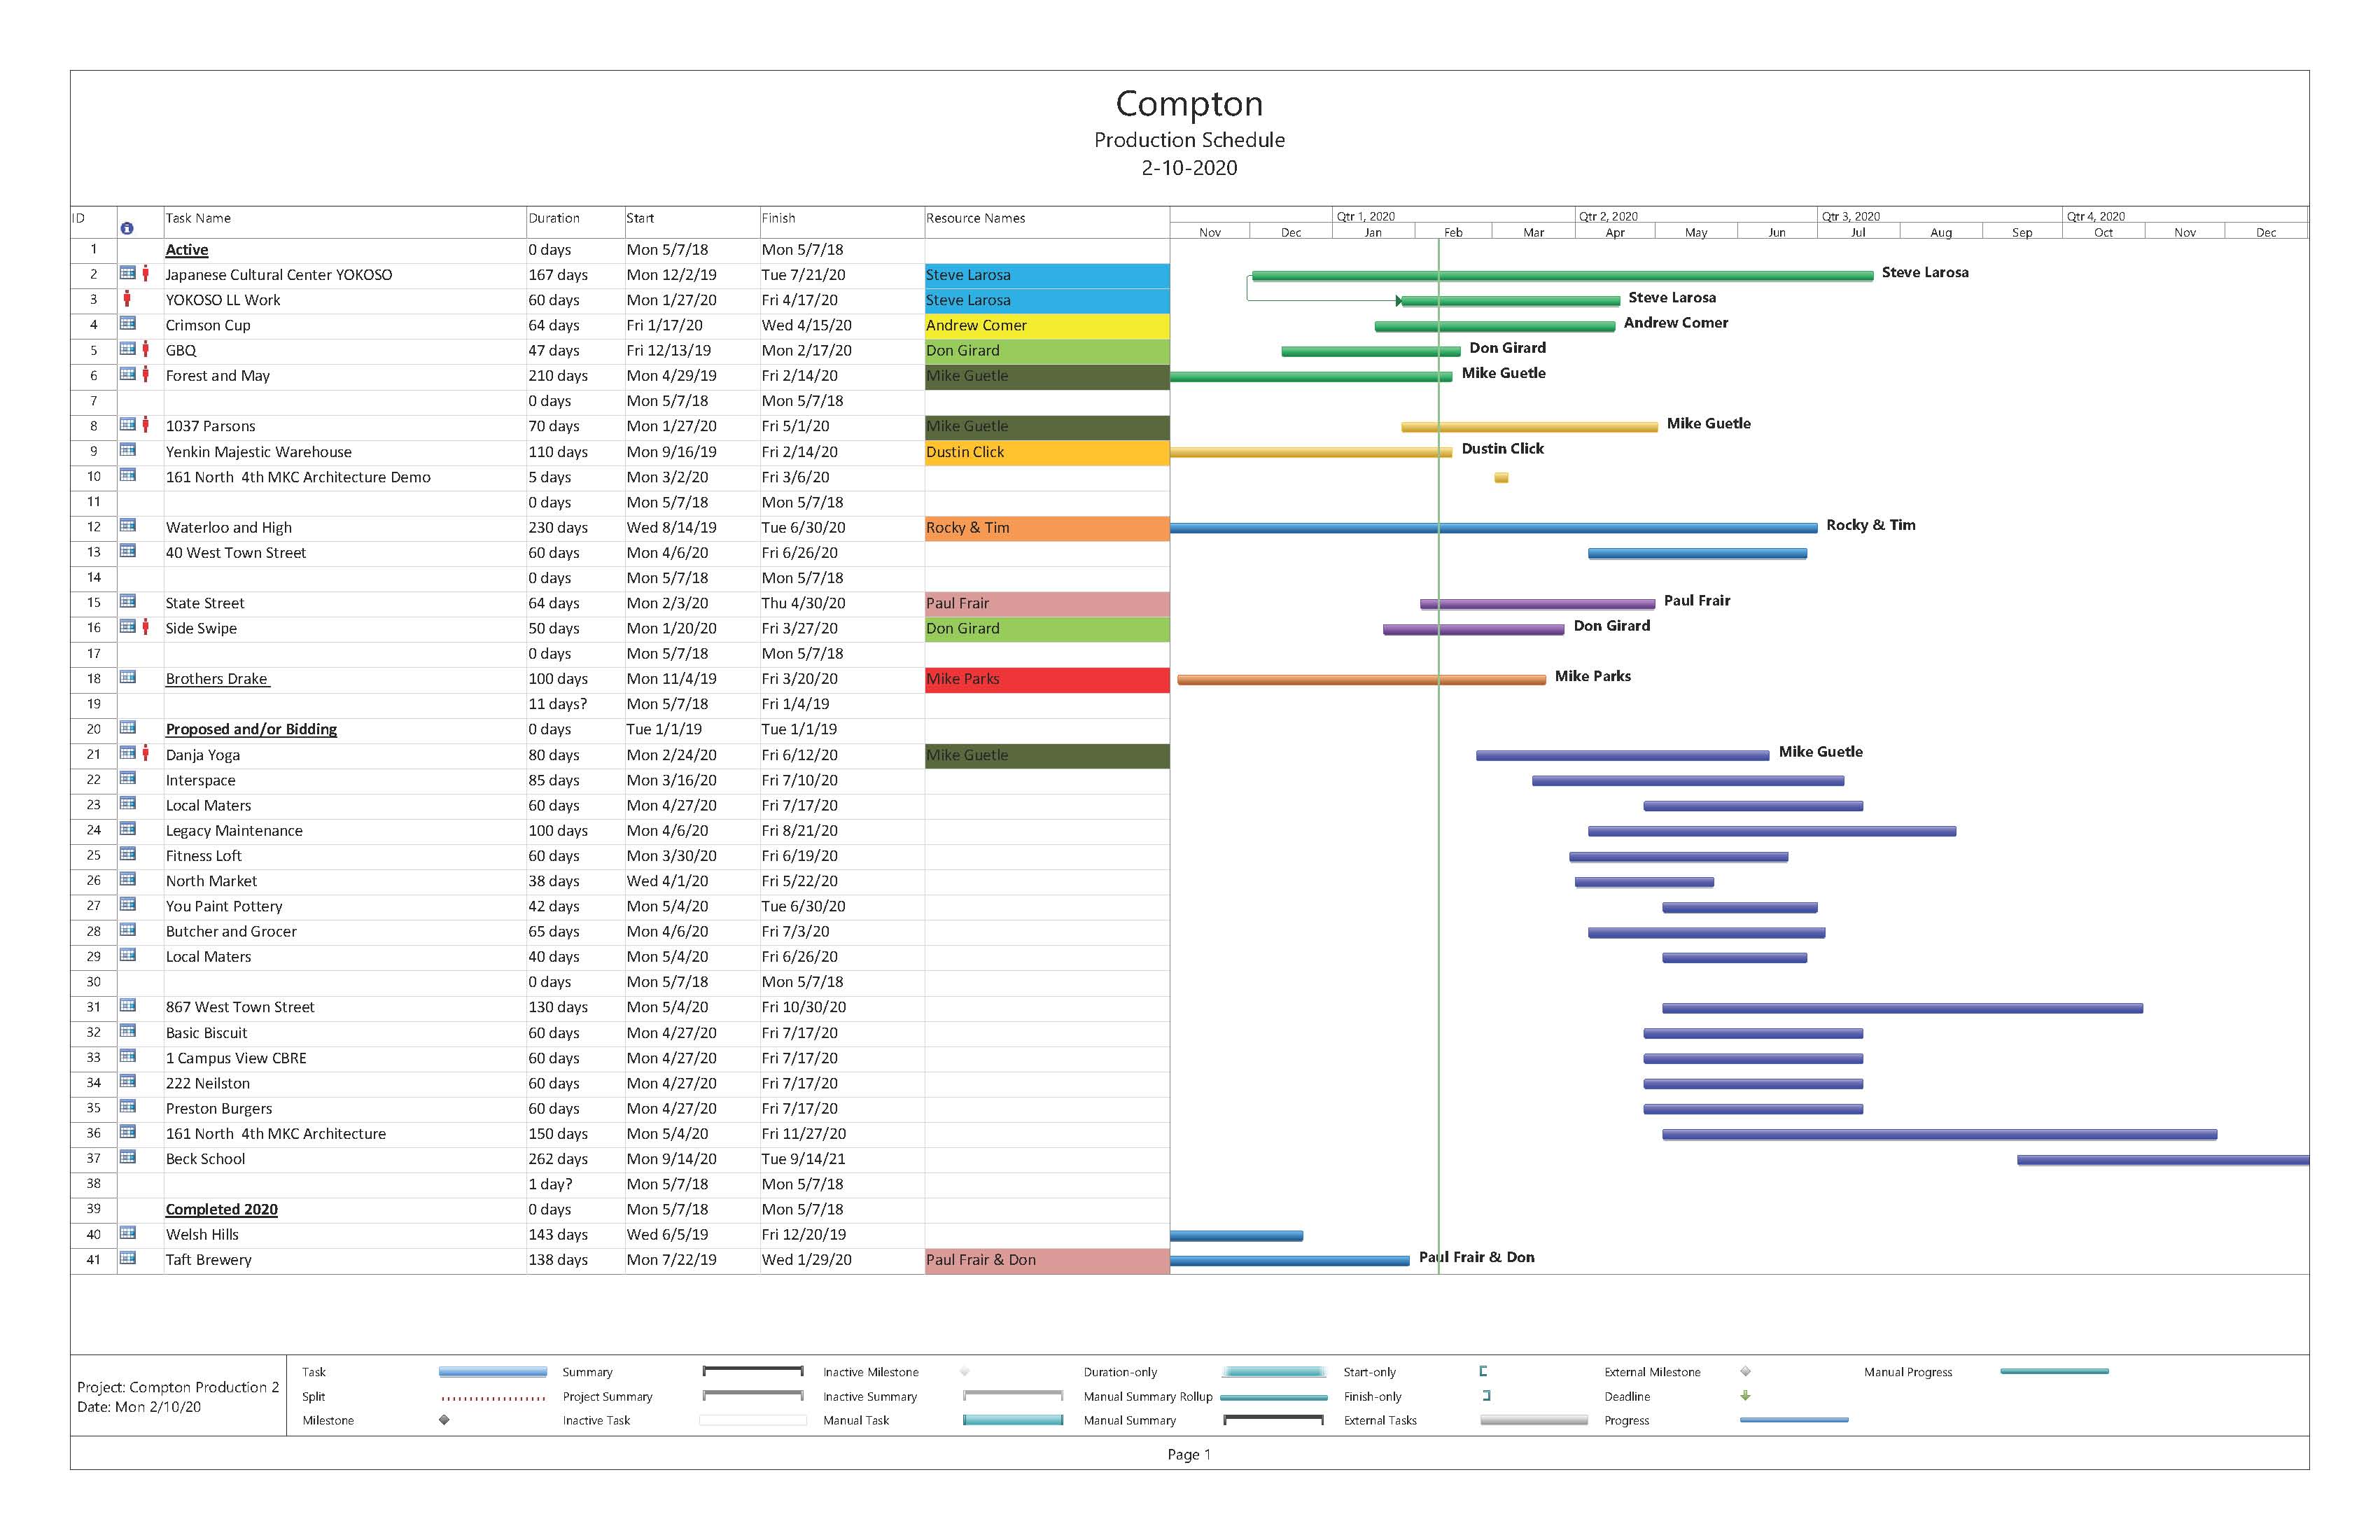 Compton
Production Schedule
2-10-2020
ID Task Name Duration Start Finish Resource Names Qtr 1, 2020 Qtr 2, 2020 Qtr 3, 2020 Qtr 4, 2020
Nov Dec Jan Feb Mar Apr May Jun Jul Aug Sep Oct Nov Dec
1 Active 0 days Mon 5/7/18 Mon 5/7/18
2 Japanese Cultural Center YOKOSO 167 days Mon 12/2/19 Tue 7/21/20 Steve Larosa Steve Larosa
3 YOKOSO LL Work 60 days Mon 1/27/20 Fri 4/17/20 Steve Larosa Steve Larosa
4 Crimson Cup 64 days Fri 1/17/20 Wed 4/15/20 Andrew Comer Andrew Comer
5 GBQ 47 days Fri 12/13/19 Mon 2/17/20 Don Girard Don Girard
6 Forest and May 210 days Mon 4/29/19 Fri 2/14/20 Mike Guetle Mike Guetle
7 0 days Mon 5/7/18 Mon 5/7/18
8 1037 Parsons 70 days Mon 1/27/20 Fri 5/1/20 Mike Guetle Mike Guetle
9 Yenkin Majestic Warehouse 110 days Mon 9/16/19 Fri 2/14/20 Dustin Click Dustin Click
10 161 North 4th MKC Architecture Demo 5 days Mon 3/2/20 Fri 3/6/20
11 0 days Mon 5/7/18 Mon 5/7/18
12 Waterloo and High 230 days Wed 8/14/19 Tue 6/30/20 Rocky & Tim Rocky & Tim
13 40 West Town Street 60 days Mon 4/6/20 Fri 6/26/20
14 0 days Mon 5/7/18 Mon 5/7/18
15 State Street 64 days Mon 2/3/20 Thu 4/30/20 Paul Frair Paul Frair
16 Side Swipe 50 days Mon 1/20/20 Fri 3/27/20 Don Girard Don Girard
17 0 days Mon 5/7/18 Mon 5/7/18
18 Brothers Drake 100 days Mon 11/4/19 Fri 3/20/20 Mike Parks Mike Parks
19 11 days? Mon 5/7/18 Fri 1/4/19
20 Proposed and/or Bidding 0 days Tue 1/1/19 Tue 1/1/19
21 Danja Yoga 80 days Mon 2/24/20 Fri 6/12/20 Mike Guetle Mike Guetle
22 Interspace 85 days Mon 3/16/20 Fri 7/10/20
23 Local Maters 60 days Mon 4/27/20 Fri 7/17/20
24 Legacy Maintenance 100 days Mon 4/6/20 Fri 8/21/20
25 Fitness Loft 60 days Mon 3/30/20 Fri 6/19/20
26 North Market 38 days Wed 4/1/20 Fri 5/22/20
27 You Paint Pottery 42 days Mon 5/4/20 Tue 6/30/20
28 Butcher and Grocer 65 days Mon 4/6/20 Fri 7/3/20
29 Local Maters 40 days Mon 5/4/20 Fri 6/26/20
30 0 days Mon 5/7/18 Mon 5/7/18
31 867 West Town Street 130 days Mon 5/4/20 Fri 10/30/20
32 Basic Biscuit 60 days Mon 4/27/20 Fri 7/17/20
33 1 Campus View CBRE 60 days Mon 4/27/20 Fri 7/17/20
34 222 Neilston 60 days Mon 4/27/20 Fri 7/17/20
35 Preston Burgers 60 days Mon 4/27/20 Fri 7/17/20
36 161 North 4th MKC Architecture 150 days Mon 5/4/20 Fri 11/27/20
37 Beck School 262 days Mon 9/14/20 Tue 9/14/21
38 1 day? Mon 5/7/18 Mon 5/7/18
39 Completed 2020 0 days Mon 5/7/18 Mon 5/7/18
40 Welsh Hills 143 days Wed 6/5/19 Fri 12/20/19
41 Taft Brewery 138 days Mon 7/22/19 Wed 1/29/20 Paul Frair & Don Paul Frair & Don
Project: Compton Production 2
Date: Mon 2/10/20
Task Summary Inactive Milestone Duration-only Start-only External Milestone Manual Progress
Split Project Summary Inactive Summary Manual Summary Rollup Finish-only Deadline
Milestone Inactive Task Manual Task Manual Summary External Tasks Progress
Page 1